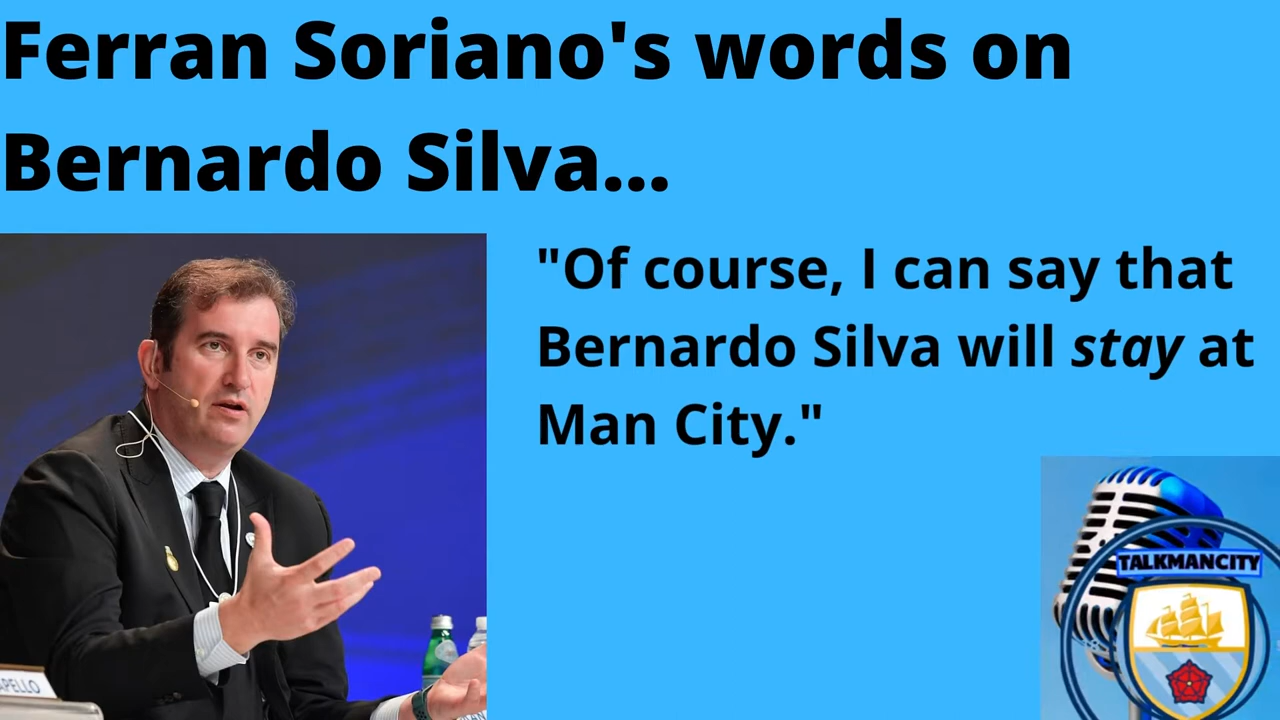 Ferran Soriano's words on
Bernardo Silva...
"Of course, I can say that
Bernardo Silva will stay at
Man City."
TALKMANCITY
APELLO